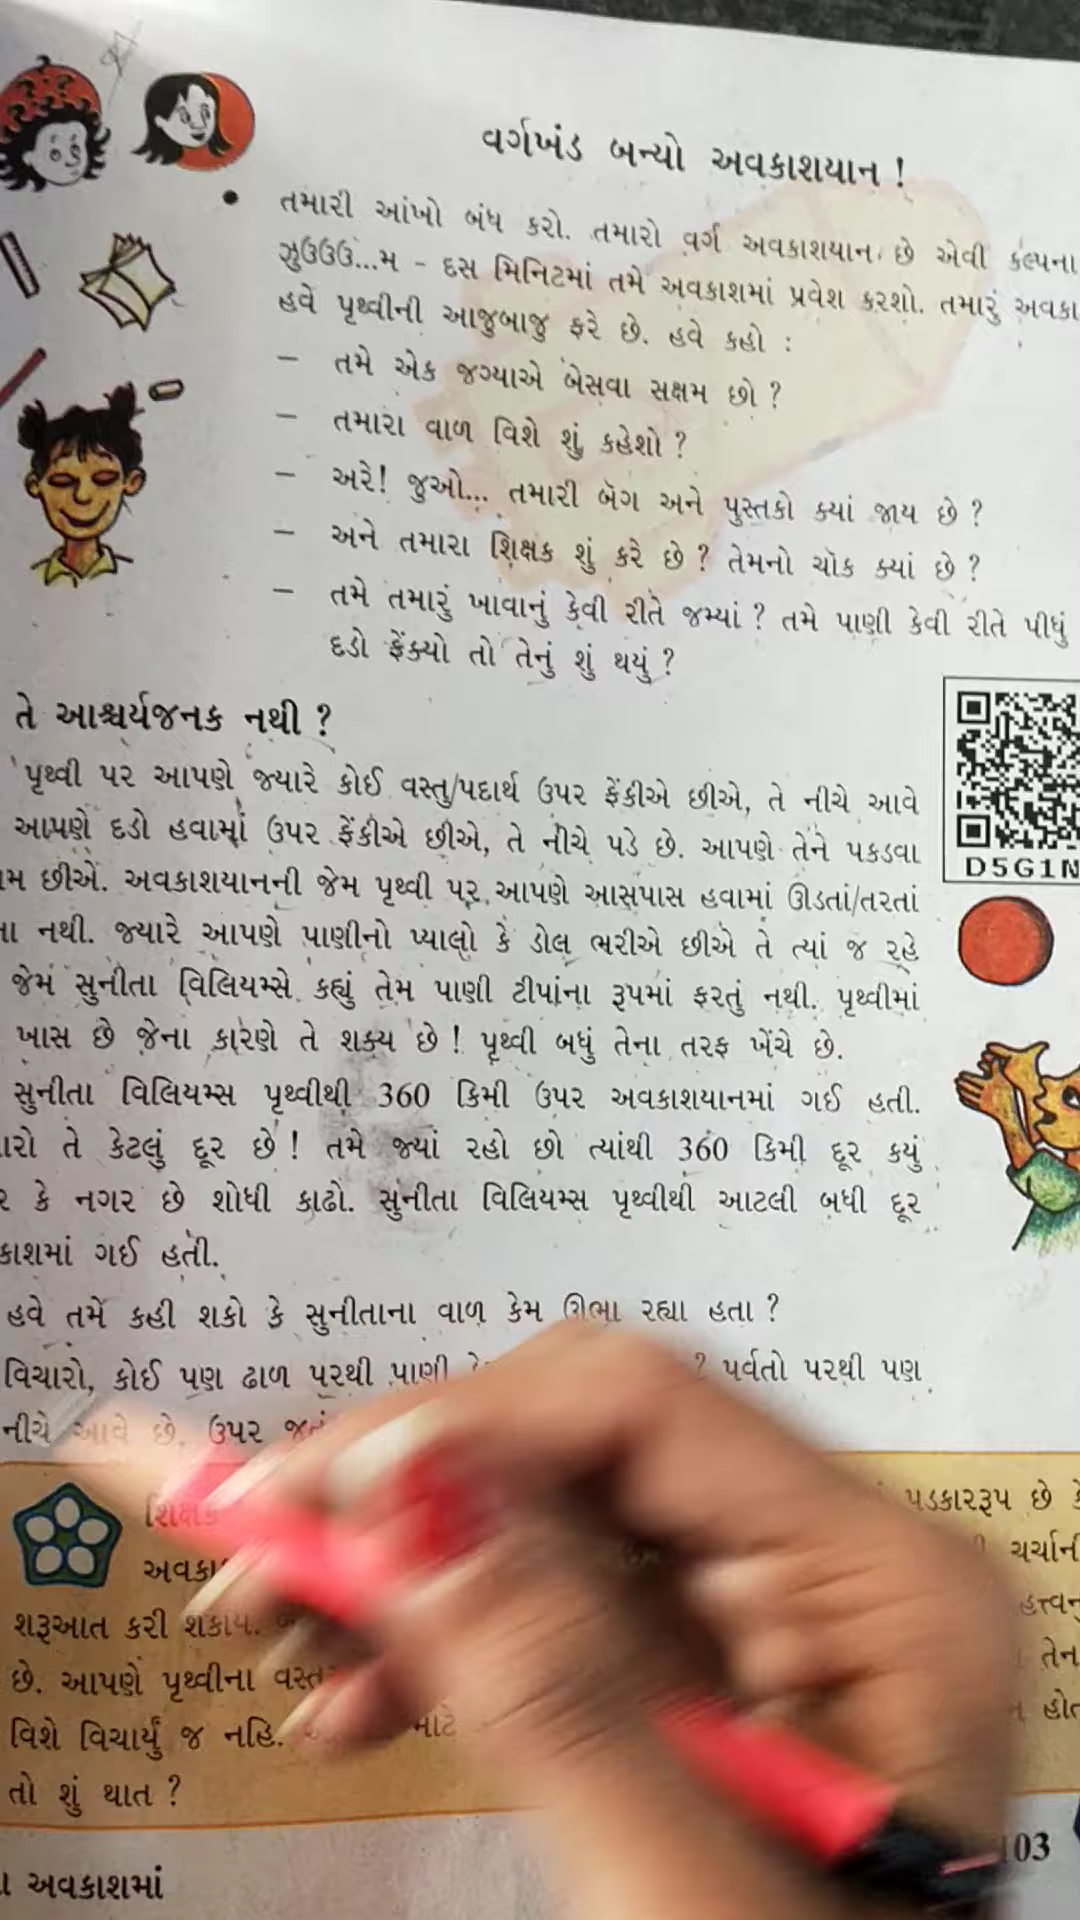 વર્ગખંડ બન્યો અવકાશયાન !
• તમારી આંખો બંધ કરો. તમારો વર્ગ અવકાશયાન છે એવી કલ્પના
ઝુઉઉઉ...મ - દસ મિનિટમાં તમે અવકાશમાં પ્રવેશ કરશો. તમારું અવકા
હવે પૃથ્વીની આજુબાજુ ફરે છે. હવે કહો :
– તમે એક જગ્યાએ બેસવા સક્ષમ છો ?
– તમારા વાળ વિશે શું કહેશો ?
– અરે! જુઓ... તમારી બૅગ અને પુસ્તકો ક્યાં જાય છે ?
– અને તમારા શિક્ષક શું કરે છે ? તેમનો ચૉક ક્યાં છે ?
– તમે તમારું ખાવાનું કેવી રીતે જમ્યાં ? તમે પાણી કેવી રીતે પીધું
દડો ફેંક્યો તો તેનું શું થયું ?
તે આશ્ચર્યજનક નથી ?
પૃથ્વી પર આપણે જ્યારે કોઈ વસ્તુ/પદાર્થ ઉપર ફેંકીએ છીએ, તે નીચે આવે
આપણે દડો હવામાં ઉપર ફેંકીએ છીએ, તે નીચે પડે છે. આપણે તેને પકડવા
મ છીએ. અવકાશયાનની જેમ પૃથ્વી પર આપણે આસપાસ હવામાં ઊડતાં/તરતાં
ા નથી. જ્યારે આપણે પાણીનો પ્યાલો કે ડોલ ભરીએ છીએ તે ત્યાં જ રહે
જેમ સુનીતા વિલિયમ્સે કહ્યું તેમ પાણી ટીપાંના રૂપમાં ફરતું નથી. પૃથ્વીમાં
ખાસ છે જેના કારણે તે શક્ય છે ! પૃથ્વી બધું તેના તરફ ખેંચે છે.
સુનીતા વિલિયમ્સ પૃથ્વીથી 360 કિમી ઉપર અવકાશયાનમાં ગઈ હતી.
ારો તે કેટલું દૂર છે ! તમે જ્યાં રહો છો ત્યાંથી 360 કિમી દૂર કયું
ર કે નગર છે શોધી કાઢો. સુનીતા વિલિયમ્સ પૃથ્વીથી આટલી બધી દૂર
કાશમાં ગઈ હતી.
હવે તમે કહી શકો કે સુનીતાના વાળ કેમ ઊભા રહ્યા હતા ?
વિચારો, કોઈ પણ ઢાળ પરથી પાણી ? પર્વતો પરથી પણ
નીચે આવે છે. ઉપર
શિક્ષક પડકારરૂપ છે કે
અવકા ચર્ચાની
શરૂઆત કરી શકાય.
છે. આપણે પૃથ્વીના તેન
વિશે વિચાર્યું જ નહિ. માટે હોત
તો શું થાત ?
103
અવકાશમાં
D5G1N